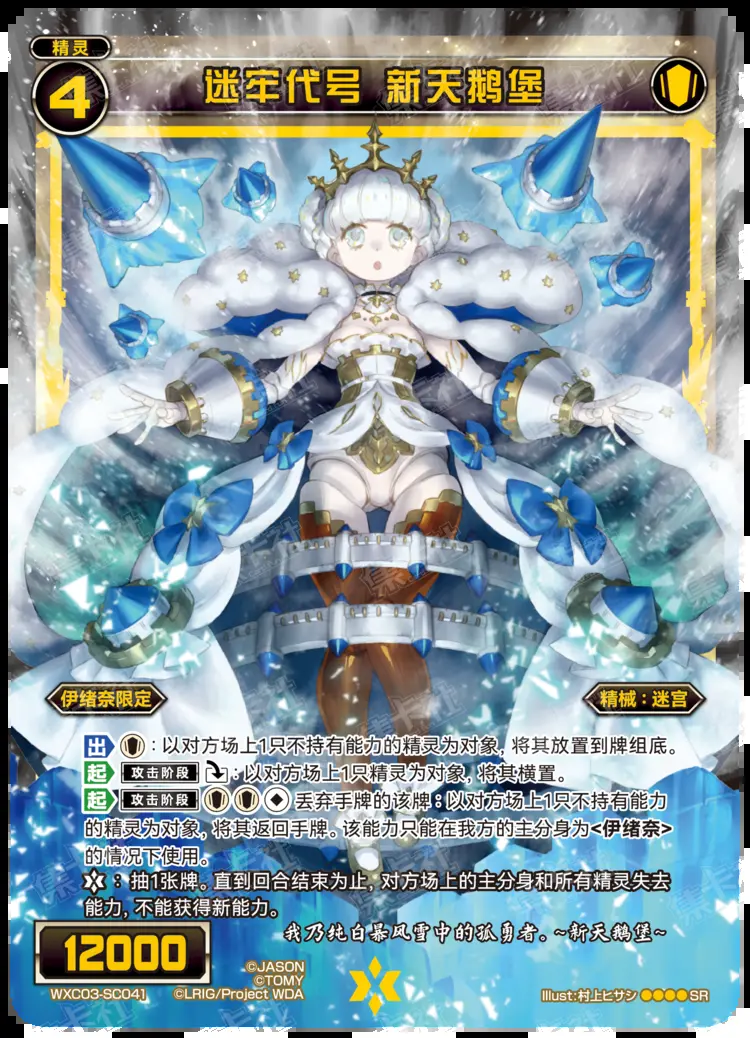 精灵
4
迷牢代号 新天鹅堡
伊绪奈限定
精械：迷宫
出：以对方场上1只不持有能力的精灵为对象，将其放置到牌组底。
起 攻击阶段：以对方场上1只精灵为对象，将其横置。
起 攻击阶段 丢弃手牌的该牌：以对方场上1只不持有能力
的精灵为对象，将其返回手牌。该能力只能在我方的主分身为<伊绪奈>
的情况下使用。
：抽1张牌。直到回合结束为止，对方场上的主分身和所有精灵失去
能力，不能获得新能力。
我乃纯白暴风雪中的孤勇者。~新天鹅堡~
12000
©JASON
©TOMY
WXC03-SC041 ©LRIG/Project WDA
Illust:村上ヒサシ SR
集卡社